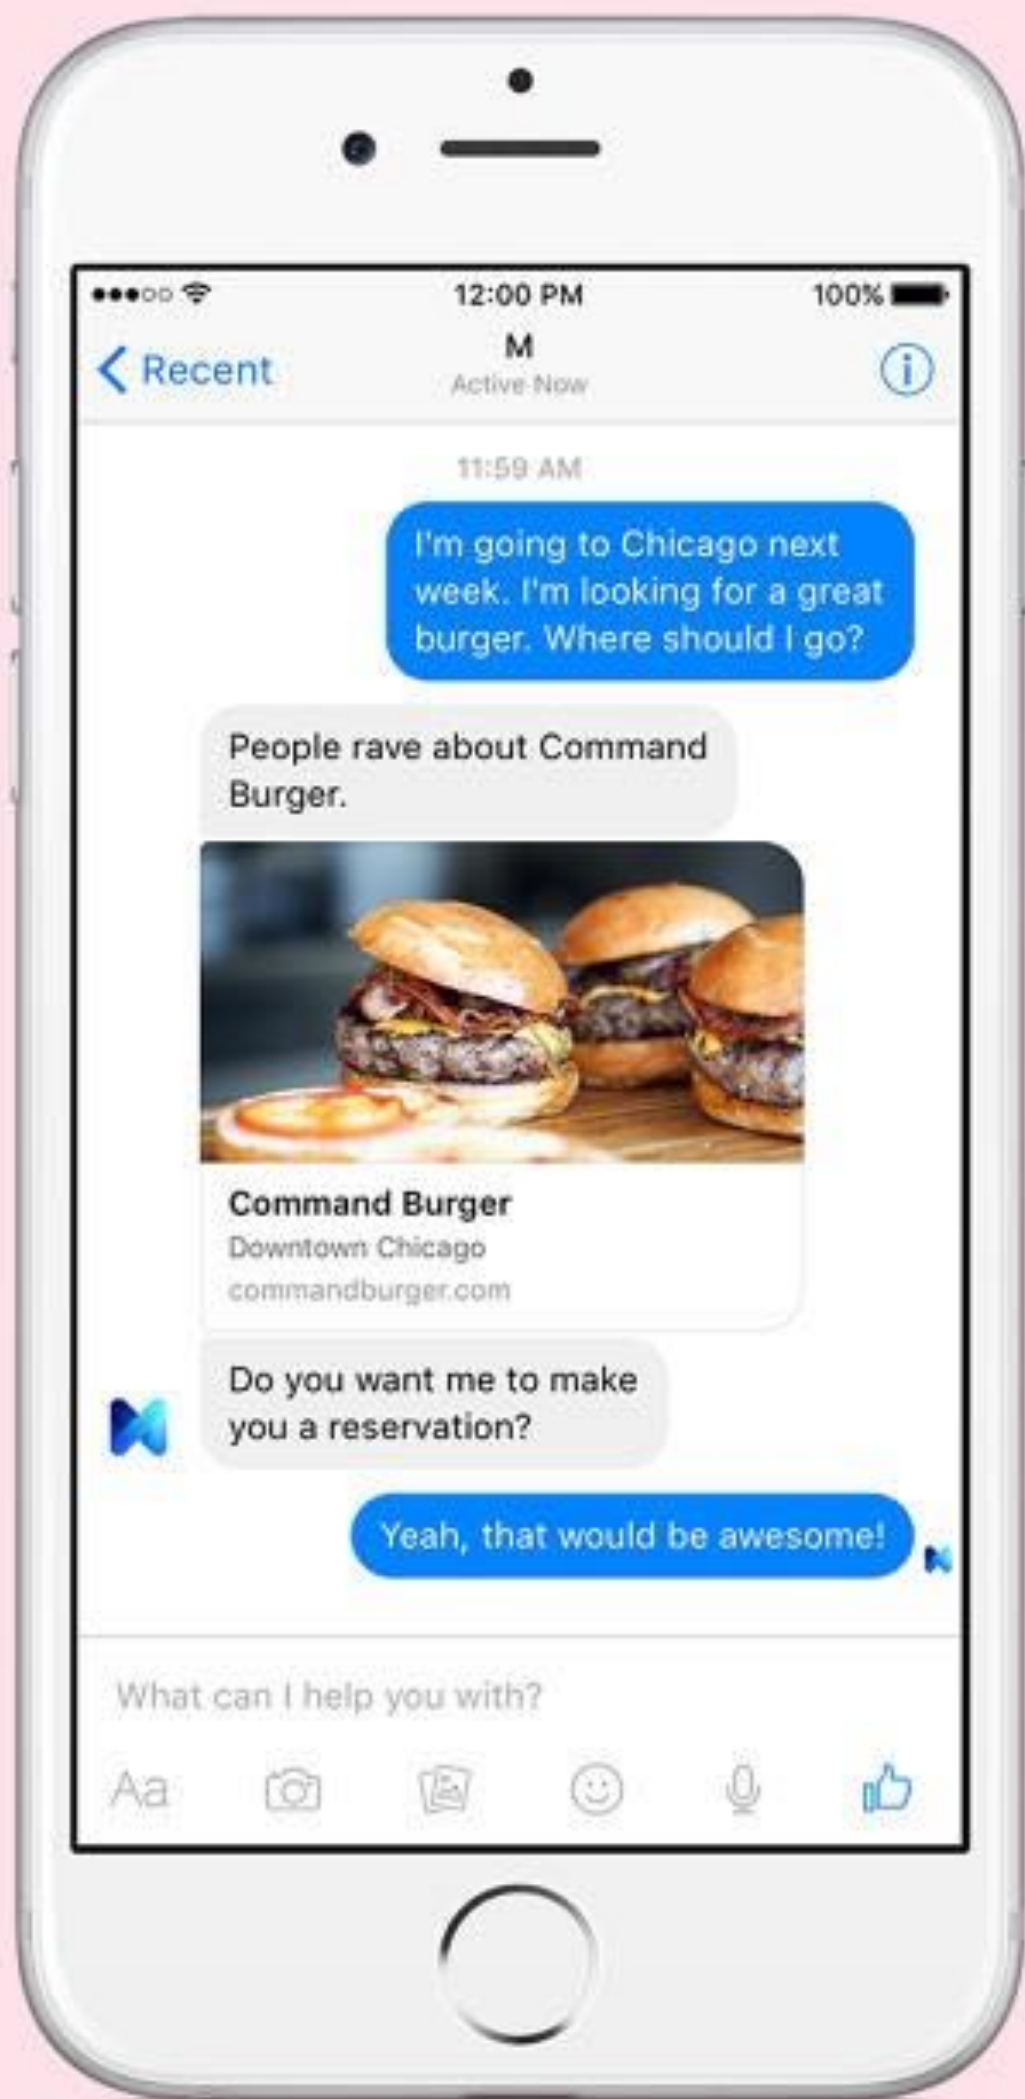 12:00 PM
100%
Recent
M
Active Now
11:59 AM
I'm going to Chicago next
week. I'm looking for a great
burger. Where should I go?
People rave about Command
Burger.
Command Burger
Downtown Chicago
commandburger.com
Do you want me to make
you a reservation?
Yeah, that would be awesome!
What can I help you with?
Aa